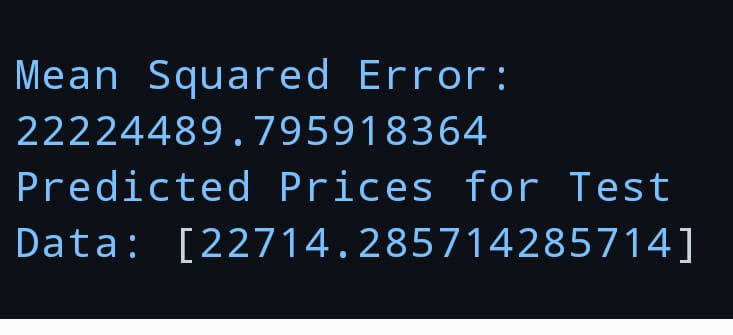 Mean Squared Error:
22224489.795918364
Predicted Prices for Test
Data: [22714.285714285714]